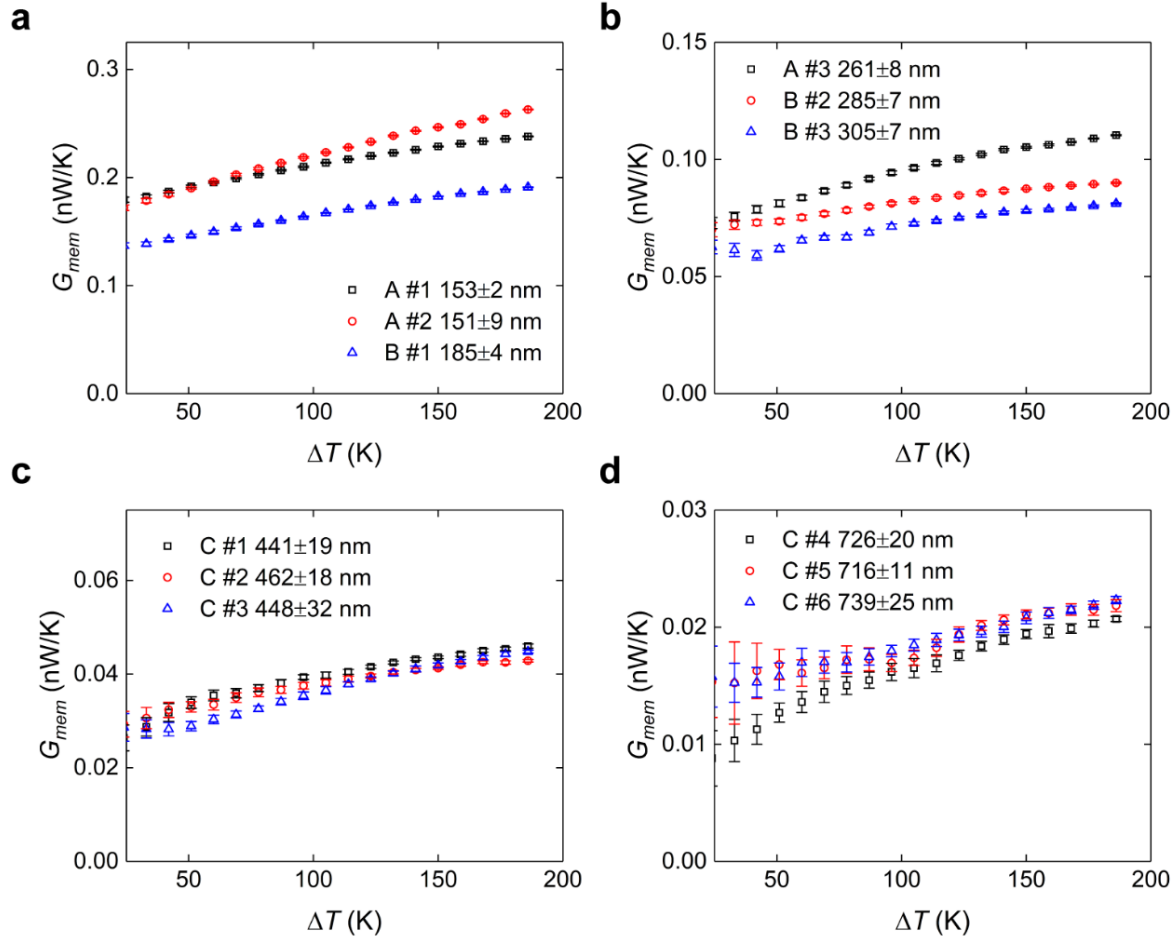 a
0.3
0.2
0.1
0.0
G_mem (nW/K)
A #1 153±2 nm
A #2 151±9 nm
B #1 185±4 nm
50 100 150 200
ΔT (K)
b
0.15
0.10
0.05
0.00
G_mem (nW/K)
A #3 261±8 nm
B #2 285±7 nm
B #3 305±7 nm
50 100 150 200
ΔT (K)
c
0.06
0.04
0.02
0.00
G_mem (nW/K)
C #1 441±19 nm
C #2 462±18 nm
C #3 448±32 nm
50 100 150 200
ΔT (K)
d
0.03
0.02
0.01
0.00
G_mem (nW/K)
C #4 726±20 nm
C #5 716±11 nm
C #6 739±25 nm
50 100 150 200
ΔT (K)